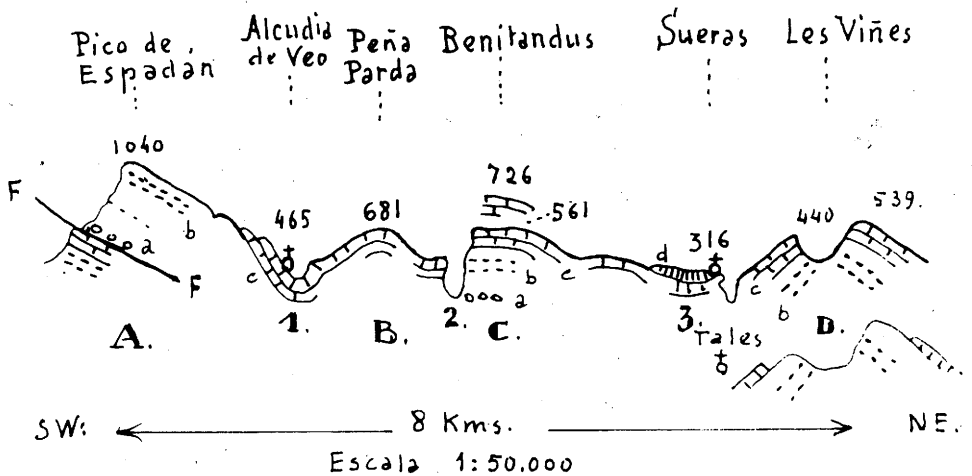 Pico de
Espadán
Alcudia
de Veo
Peña
Parda
Benitandus
Sueras
Les Viñes
1040
465
681
726
561
316
440
539.
F
F
a
b
c
b
c
a
d
c
b
A.
1.
B.
2.
C.
3.
D.
Tales
SW:
8 Kms.
NE.
Escala 1:50.000